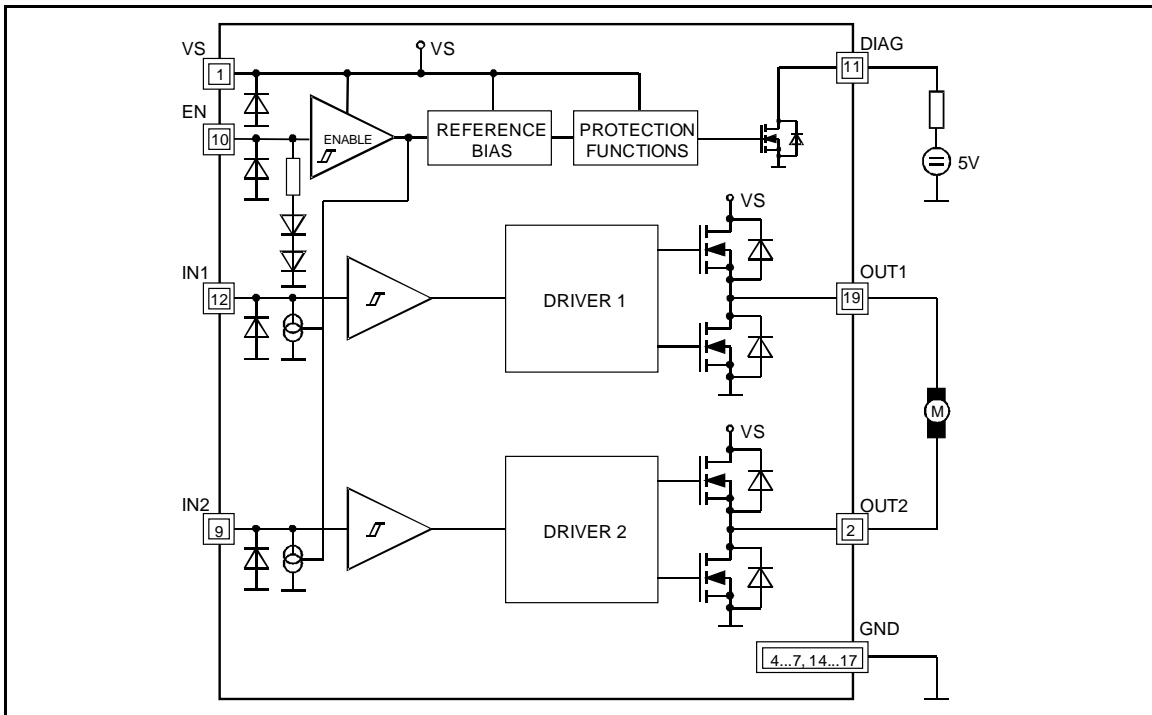 VS
VS
DIAG
1
11
EN
10
ENABLE
REFERENCE
BIAS
PROTECTION
FUNCTIONS
5V
VS
IN1
12
DRIVER 1
OUT1
19
M
VS
IN2
9
DRIVER 2
OUT2
2
GND
4...7, 14...17